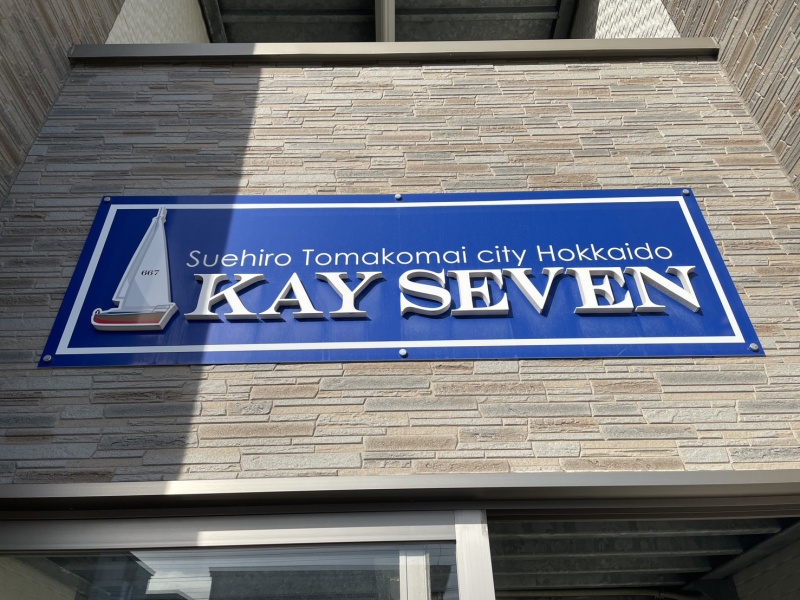 667
Suehiro Tomakomai city Hokkaido
KAY SEVEN